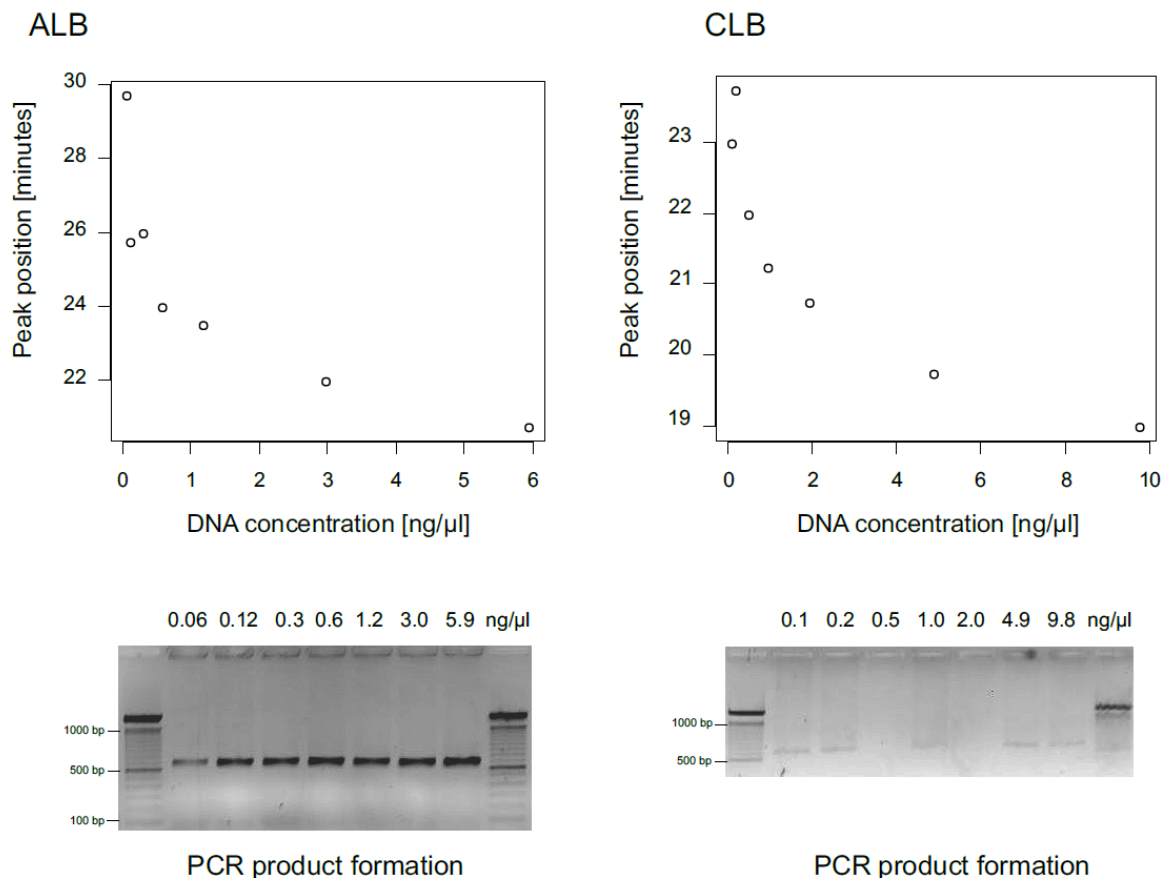 ALB
30
28
26
24
22
Peak position [minutes]
0 1 2 3 4 5 6
DNA concentration [ng/µl]
0.06 0.12 0.3 0.6 1.2 3.0 5.9 ng/µl
1000 bp
500 bp
100 bp
PCR product formation
CLB
23
22
21
20
19
Peak position [minutes]
0 2 4 6 8 10
DNA concentration [ng/µl]
0.1 0.2 0.5 1.0 2.0 4.9 9.8 ng/µl
1000 bp
500 bp
PCR product formation